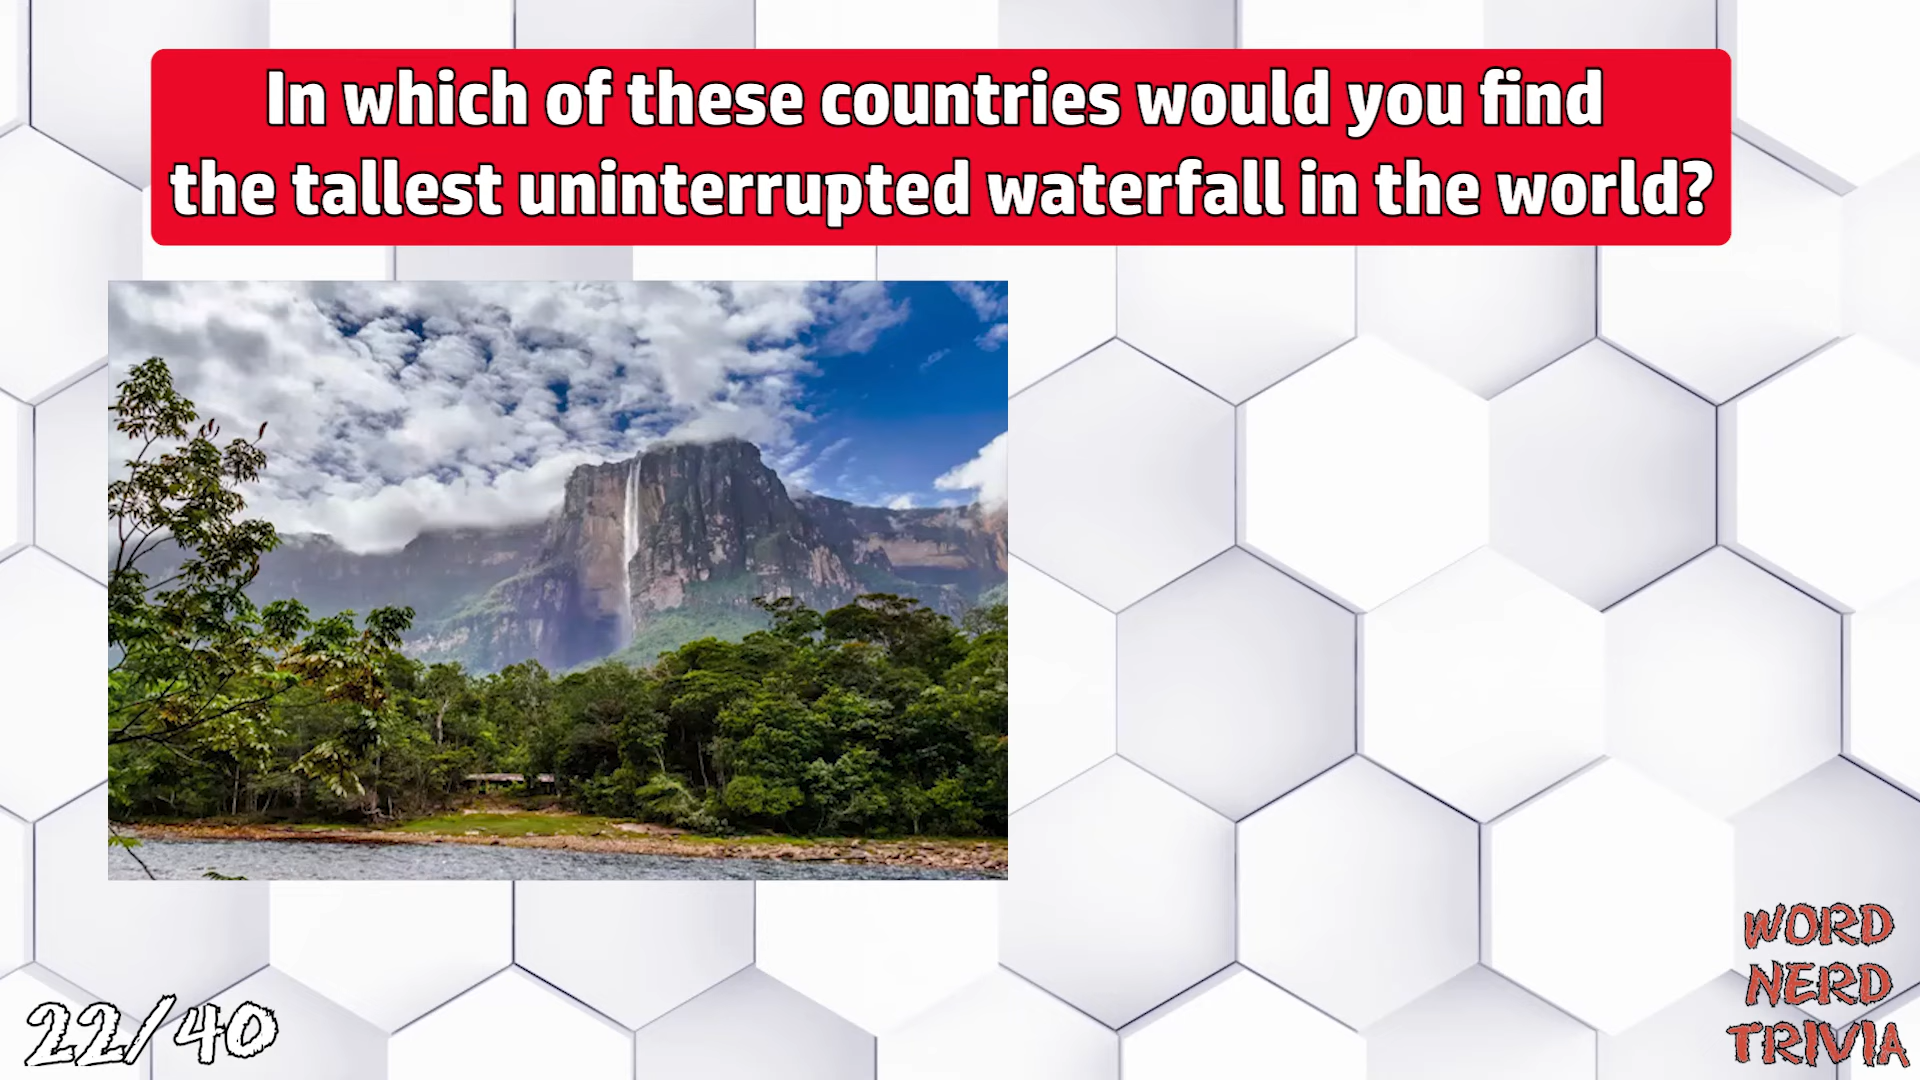 In which of these countries would you find
the tallest uninterrupted waterfall in the world?
22/40
WORD
NERD
TRIVIA